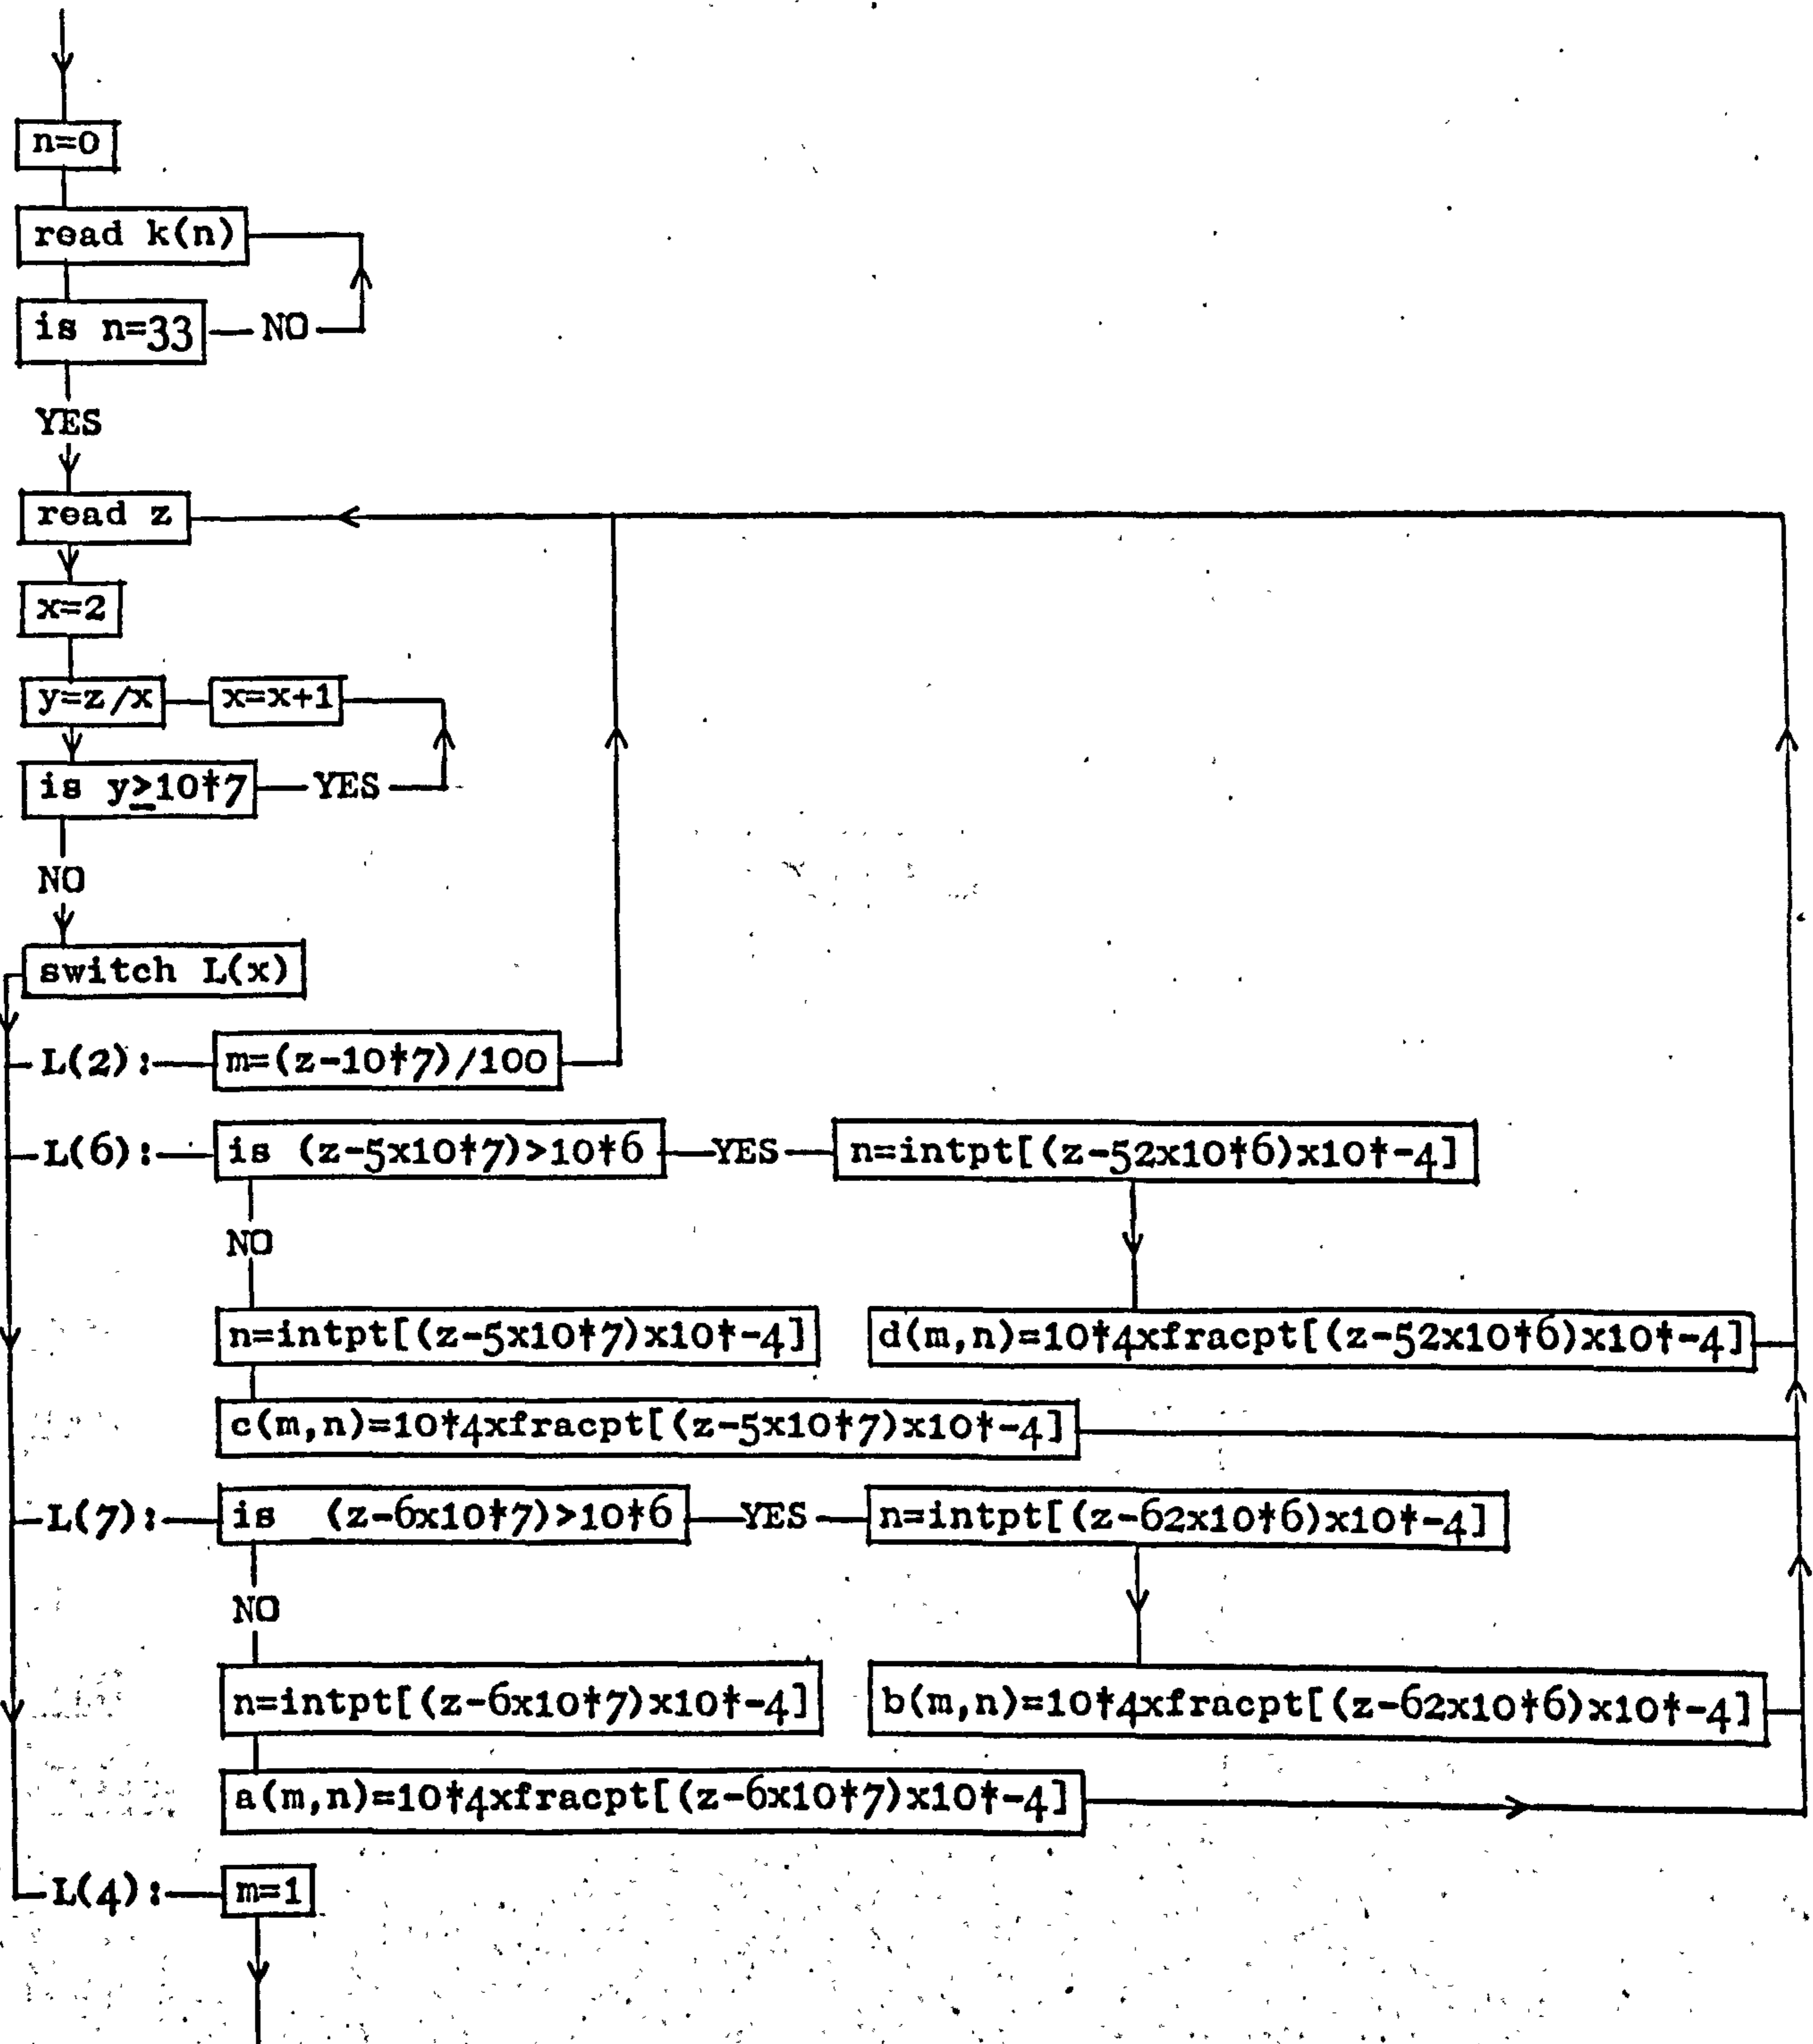 n=0
read k(n)
is n=33 NO
YES
read z
x=2
y=z/x x=x+1
is y≥10↑7 YES
NO
switch L(x)
L(2): m=(z-10↑7)/100
L(6): is (z-5x10↑7)>10↑6 YES n=intpt[(z-52x10↑6)x10↑-4]
NO
n=intpt[(z-5x10↑7)x10↑-4] d(m,n)=10↑4xfracpt[(z-52x10↑6)x10↑-4]
c(m,n)=10↑4xfracpt[(z-5x10↑7)x10↑-4]
L(7): is (z-6x10↑7)>10↑6 YES n=intpt[(z-62x10↑6)x10↑-4]
NO
n=intpt[(z-6x10↑7)x10↑-4] b(m,n)=10↑4xfracpt[(z-62x10↑6)x10↑-4]
a(m,n)=10↑4xfracpt[(z-6x10↑7)x10↑-4]
L(4): m=1